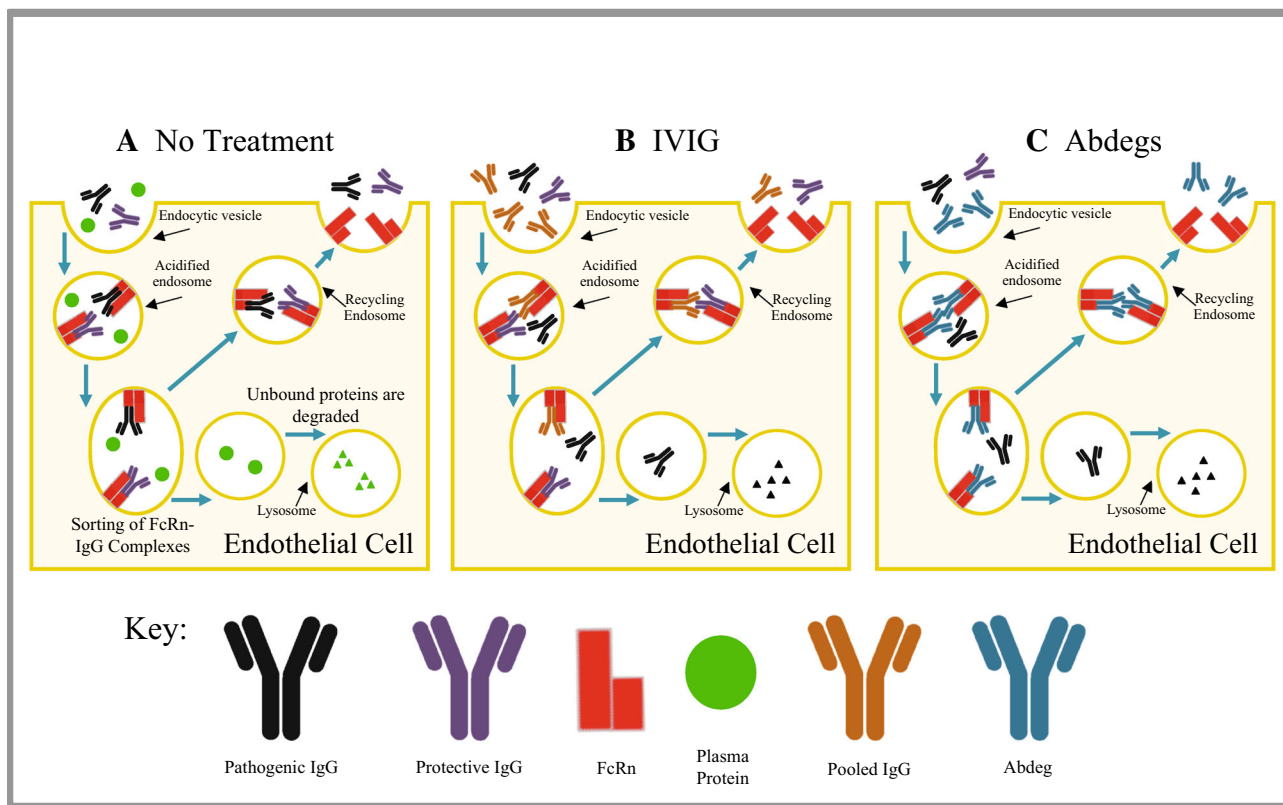 A No Treatment
Endocytic vesicle
Acidified
endosome
Recycling
Endosome
Unbound proteins are
degraded
Lysosome
Sorting of FcRn-
IgG Complexes
Endothelial Cell
B IVIG
Endocytic vesicle
Acidified
endosome
Recycling
Endosome
Lysosome
Endothelial Cell
C Abdegs
Endocytic vesicle
Acidified
endosome
Recycling
Endosome
Lysosome
Endothelial Cell
Key:
Pathogenic IgG
Protective IgG
FcRn
Plasma
Protein
Pooled IgG
Abdeg